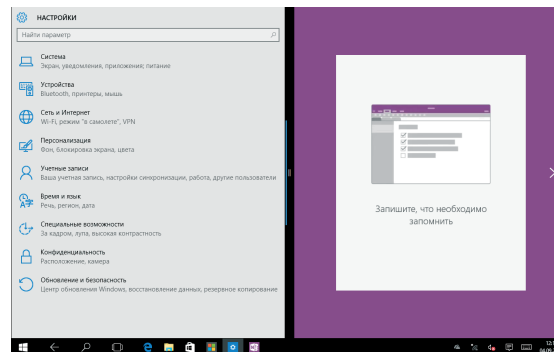 НАСТРОЙКИ
Найти параметр
Система
Экран, уведомления, приложения; питание
Устройства
Bluetooth, принтеры, мышь
Сеть и Интернет
Wi-Fi, режим "в самолете", VPN
Персонализация
Фон, блокировка экрана, цвета
Учетные записи
Ваша учетная запись, настройки синхронизации, работа, другие пользователи
Время и язык
Речь, регион, дата
Специальные возможности
За кадром, лупа, высокая контрастность
Конфиденциальность
Расположение, камера
Обновление и безопасность
Центр обновления Windows, восстановление данных, резервное копирование
Запишите, что необходимо
запомнить